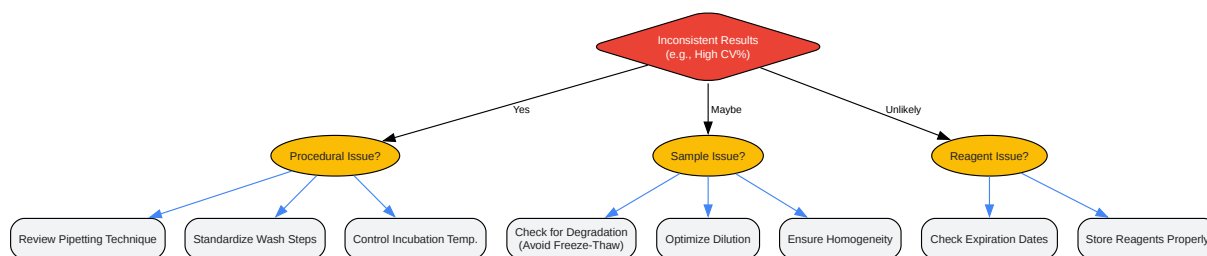 Inconsistent Results
(e.g., High CV%)
Yes
Maybe
Unlikely
Procedural Issue?
Sample Issue?
Reagent Issue?
Review Pipetting Technique
Standardize Wash Steps
Control Incubation Temp.
Check for Degradation
(Avoid Freeze-Thaw)
Optimize Dilution
Ensure Homogeneity
Check Expiration Dates
Store Reagents Properly